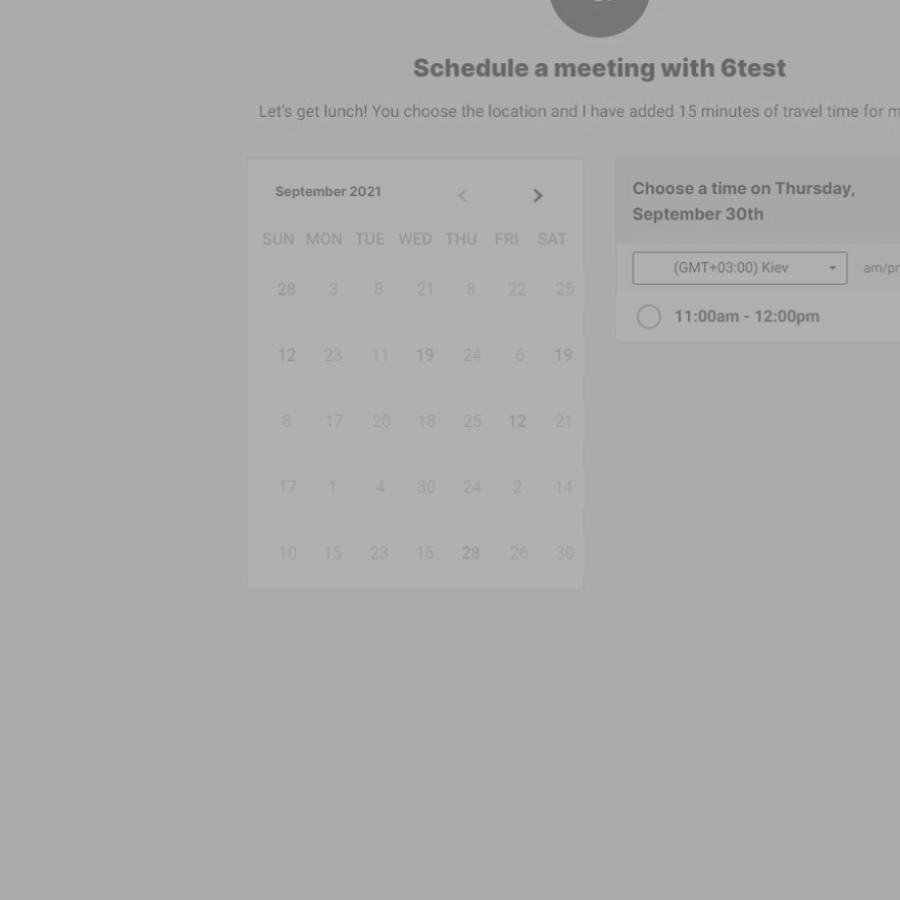 Schedule a meeting with 6test
Let's get lunch! You choose the location and I have added 15 minutes of travel time for m
September 2021
SUN MON TUE WED THU FRI SAT
28 3 8 21 8 22 25
12 23 11 19 24 6 19
8 17 20 18 25 12 21
17 1 4 30 24 2 14
10 15 23 15 28 26 30
Choose a time on Thursday,
September 30th
(GMT+03:00) Kiev am/pm
11:00am - 12:00pm